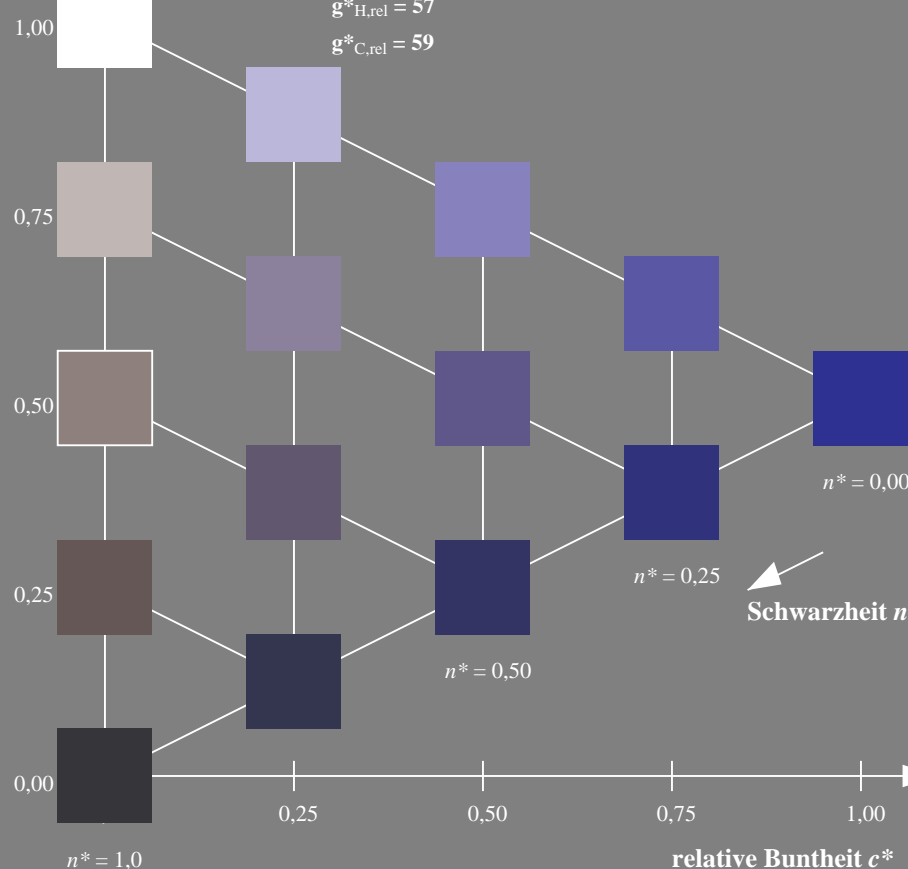 g*H,rel = 57
1,00
g*C,rel = 59
0,75
0,50
n* = 0,00
n* = 0,25
0,25
Schwarzheit n
n* = 0,50
0,00
0,25 0,50 0,75 1,00
n* = 1,0
relative Buntheit c*